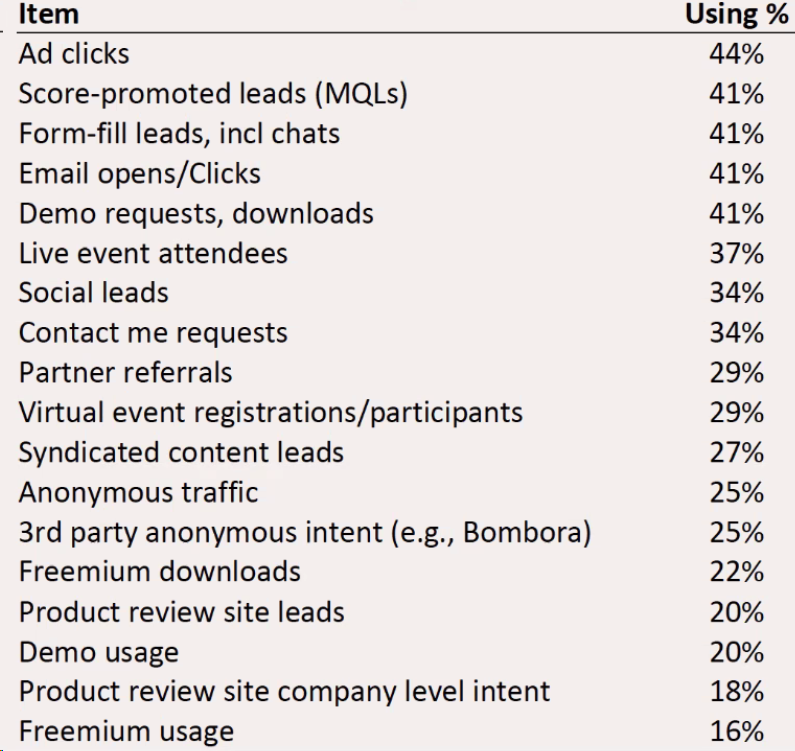 Item Using %
Ad clicks 44%
Score-promoted leads (MQLs) 41%
Form-fill leads, incl chats 41%
Email opens/Clicks 41%
Demo requests, downloads 41%
Live event attendees 37%
Social leads 34%
Contact me requests 34%
Partner referrals 29%
Virtual event registrations/participants 29%
Syndicated content leads 27%
Anonymous traffic 25%
3rd party anonymous intent (e.g., Bombora) 25%
Freemium downloads 22%
Product review site leads 20%
Demo usage 20%
Product review site company level intent 18%
Freemium usage 16%